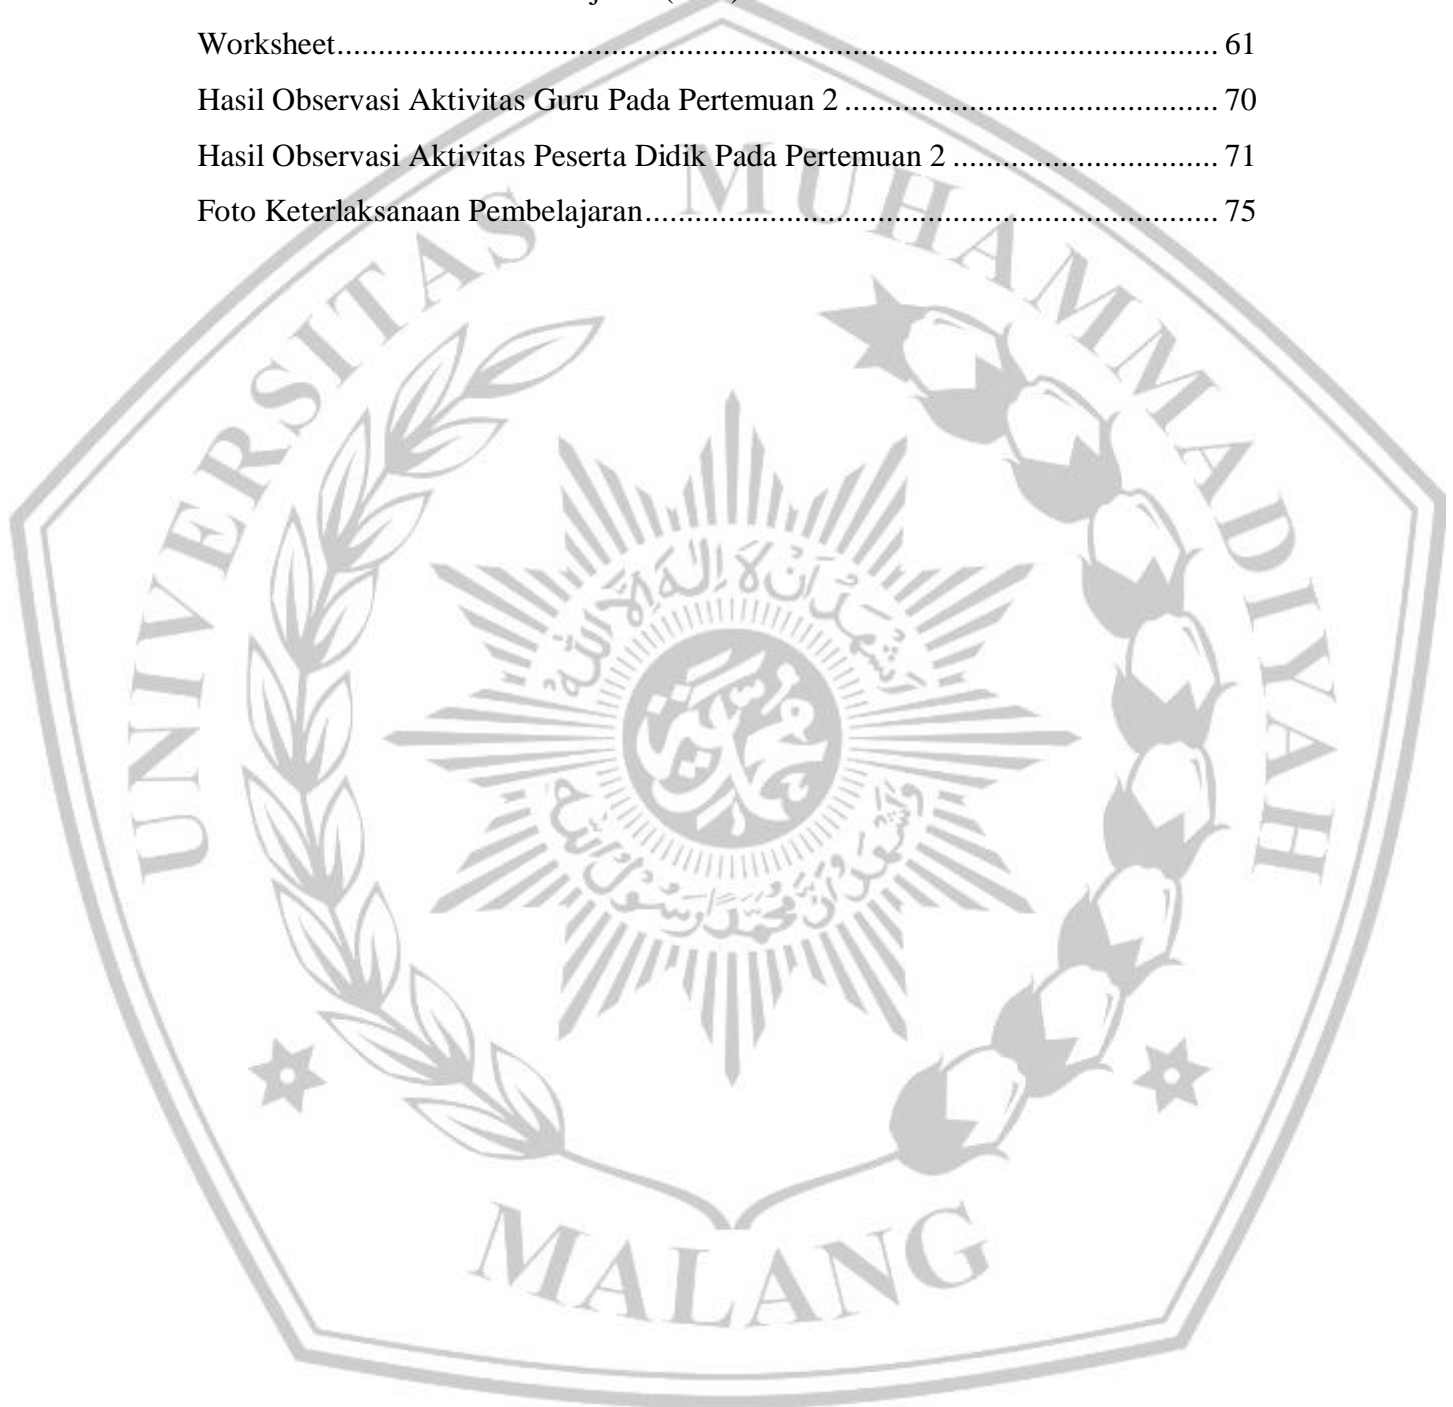 Worksheet........................................................................................................... 61
Hasil Observasi Aktivitas Guru Pada Pertemuan 2 ............................................. 70
Hasil Observasi Aktivitas Peserta Didik Pada Pertemuan 2 ................................ 71
Foto Keterlaksanaan Pembelajaran..................................................................... 75
UNIVERSITAS MUHAMMADIYAH
MALANG